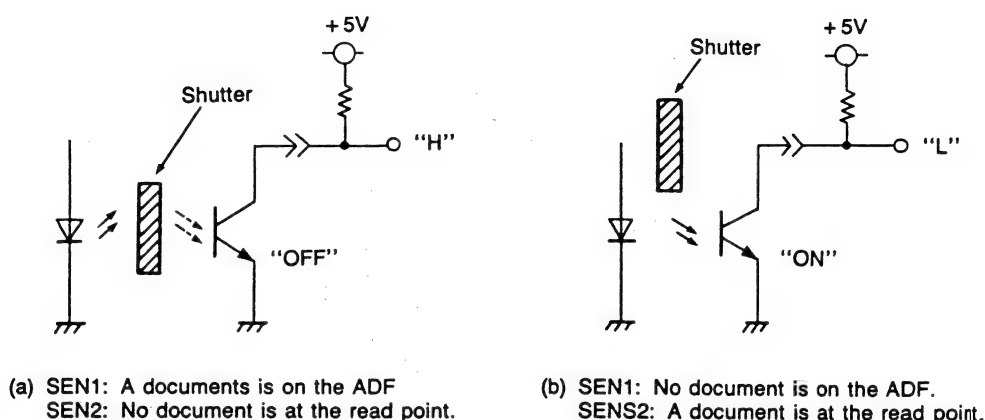 +5V
Shutter
"H"
"OFF"
+5V
Shutter
"L"
"ON"
(a) SEN1: A documents is on the ADF
SEN2: No document is at the read point.
(b) SEN1: No document is on the ADF.
SENS2: A document is at the read point.